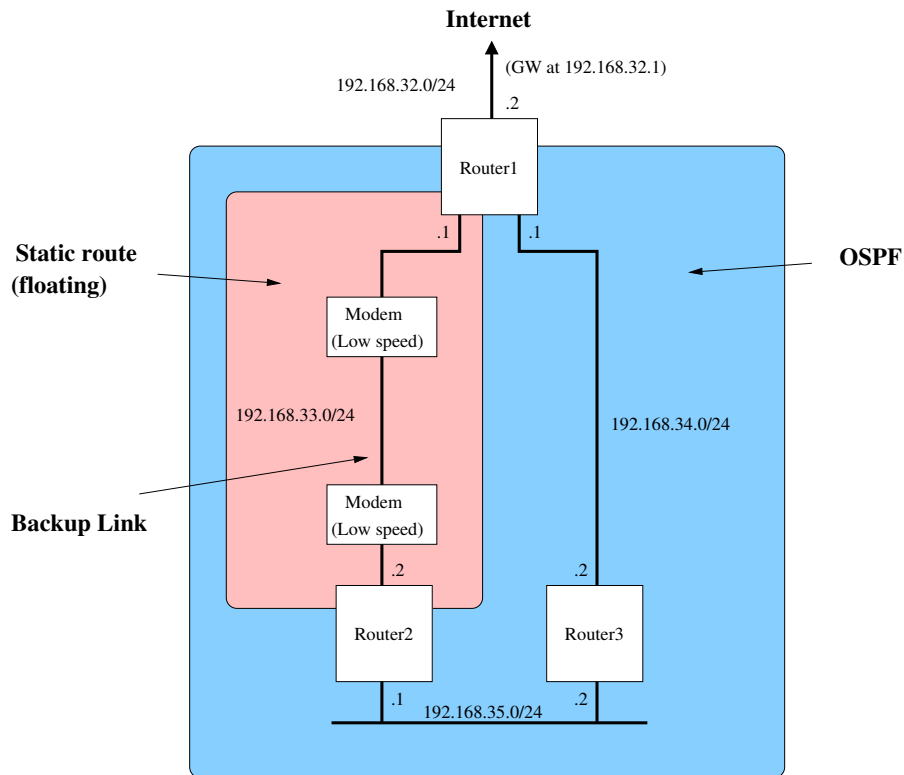 Internet
(GW at 192.168.32.1)
192.168.32.0/24
.2
Router1
.1
.1
Static route
(floating)
OSPF
Modem
(Low speed)
192.168.33.0/24
192.168.34.0/24
Backup Link
Modem
(Low speed)
.2
.2
Router2
Router3
.1
.2
192.168.35.0/24